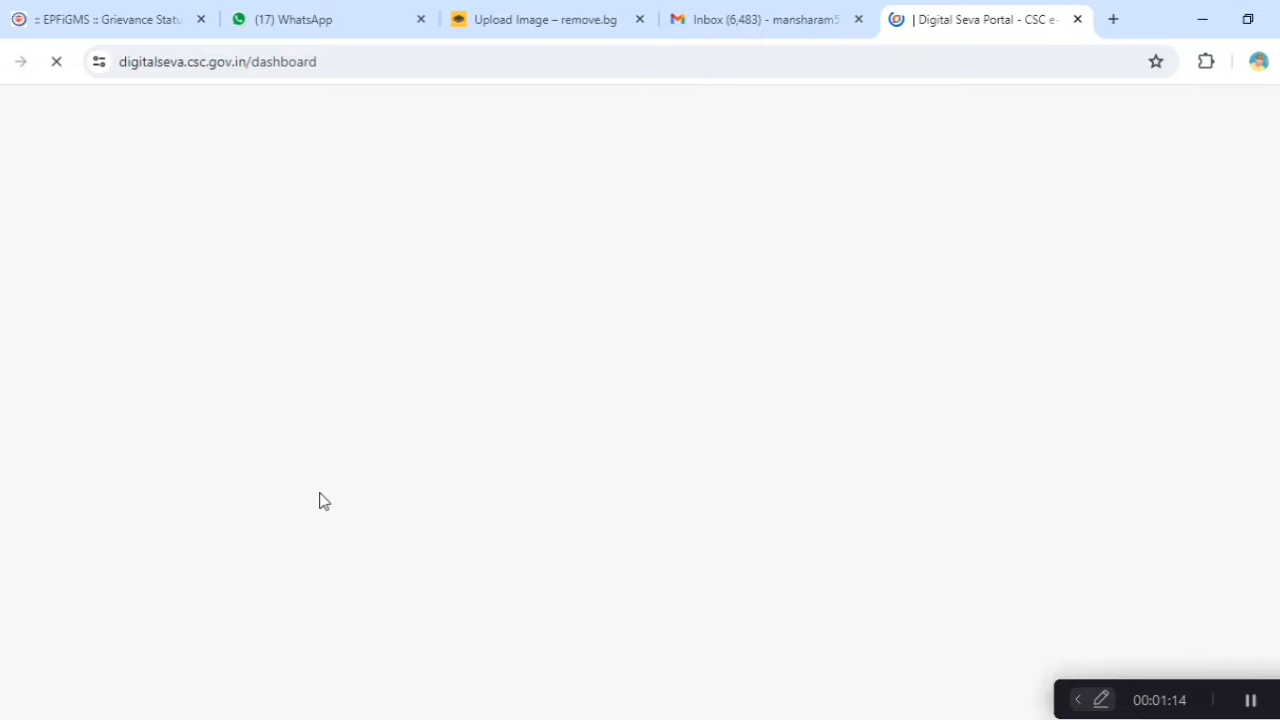 :: EPFiGMS :: Grievance Statu
(17) WhatsApp
Upload Image – remove.bg
Inbox (6,483) - mansharam5
| Digital Seva Portal - CSC e-
digitalseva.csc.gov.in/dashboard
00:01:14